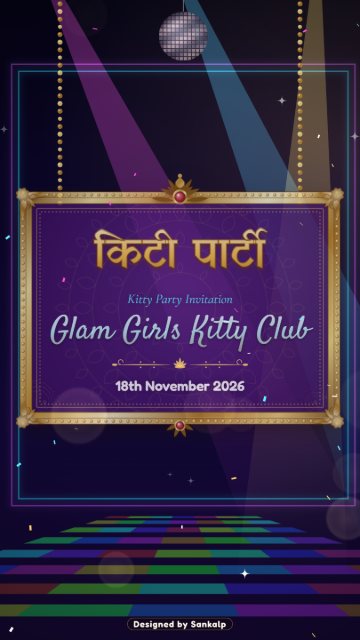 किटी पार्टी
Kitty Party Invitation
Glam Girls Kitty Club
18th November 2026
Designed by Sankalp